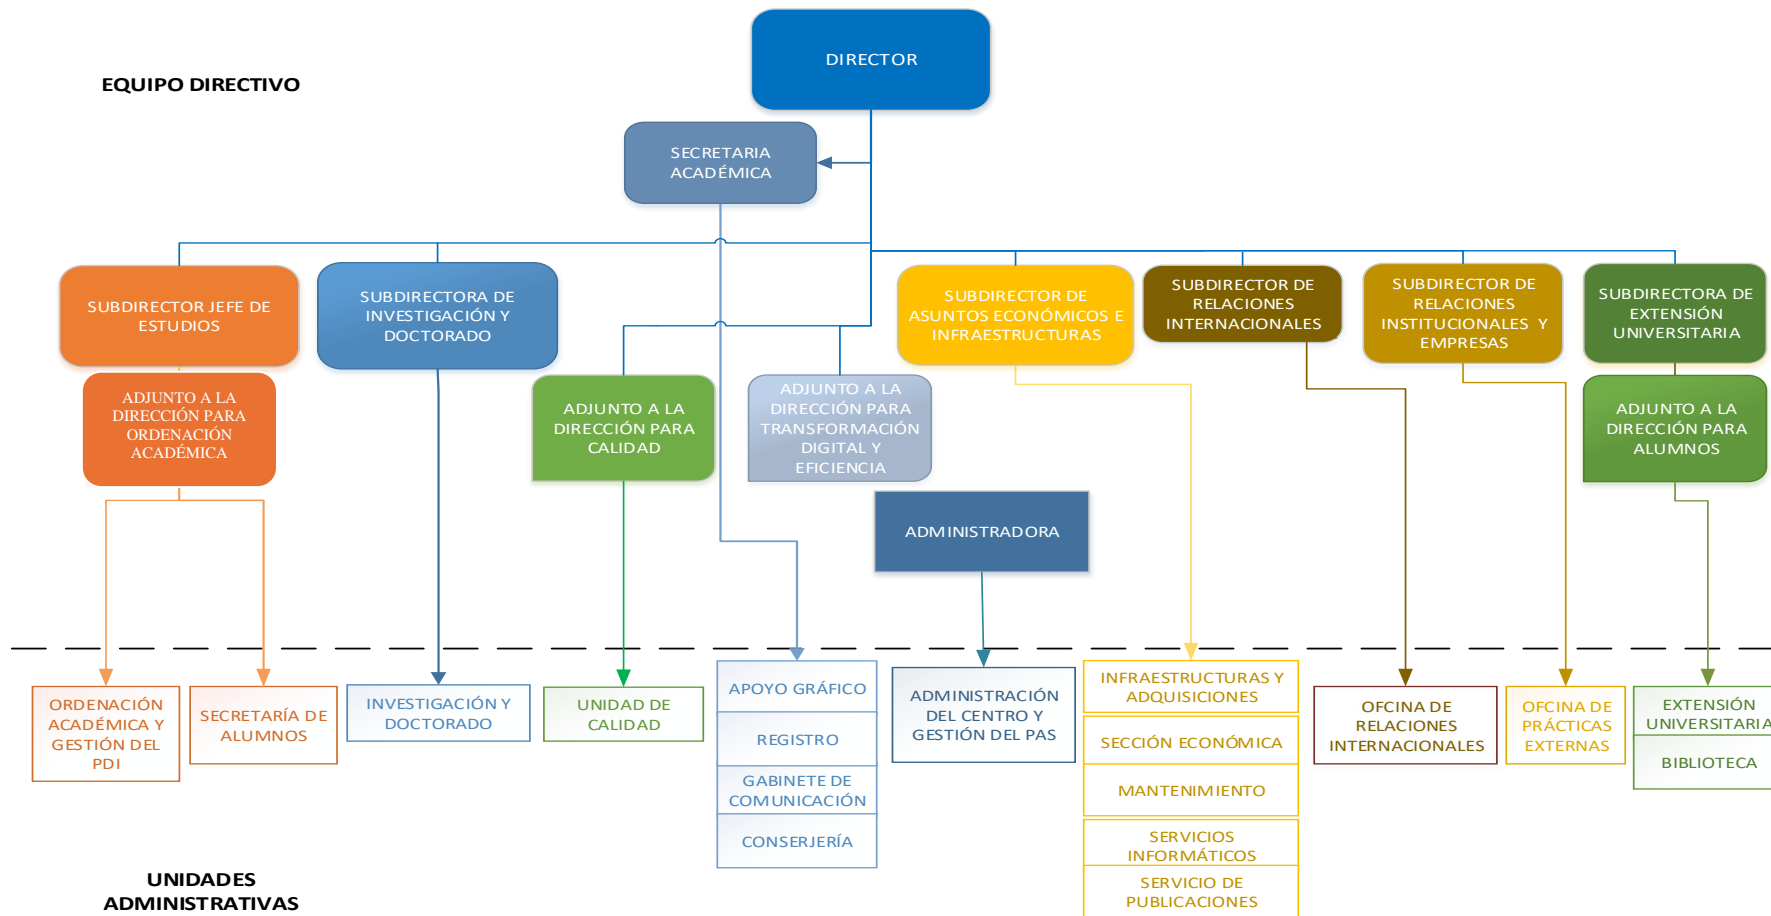 DIRECTOR
EQUIPO DIRECTIVO
SECRETARIA
ACADÉMICA
SUBDIRECTOR JEFE DE
ESTUDIOS
SUBDIRECTORA DE
INVESTIGACIÓN Y
DOCTORADO
SUBDIRECTOR DE
ASUNTOS ECONÓMICOS E
INFRAESTRUCTURAS
SUBDIRECTOR DE
RELACIONES
INTERNACIONALES
SUBDIRECTOR DE
RELACIONES
INSTITUCIONALES Y
EMPRESAS
SUBDIRECTORA DE
EXTENSIÓN
UNIVERSITARIA
ADJUNTO A LA
DIRECCIÓN PARA
ORDENACIÓN
ACADÉMICA
ADJUNTO A LA
DIRECCIÓN PARA
CALIDAD
ADJUNTO A LA
DIRECCIÓN PARA
TRANSFORMACIÓN
DIGITAL Y
EFICIENCIA
ADJUNTO A LA
DIRECCIÓN PARA
ALUMNOS
ADMINISTRADORA
ORDENACIÓN
ACADÉMICA Y
GESTIÓN DEL
PDI
SECRETARÍA DE
ALUMNOS
INVESTIGACIÓN Y
DOCTORADO
UNIDAD DE
CALIDAD
APOYO GRÁFICO
REGISTRO
GABINETE DE
COMUNICACIÓN
CONSERJERÍA
ADMINISTRACIÓN
DEL CENTRO Y
GESTIÓN DEL PAS
INFRAESTRUCTURAS Y
ADQUISICIONES
SECCIÓN ECONÓMICA
MANTENIMIENTO
SERVICIOS
INFORMÁTICOS
SERVICIO DE
PUBLICACIONES
OFCINA DE
RELACIONES
INTERNACIONALES
OFCINA DE
PRÁCTICAS
EXTERNAS
EXTENSIÓN
UNIVERSITARIA
BIBLIOTECA
UNIDADES
ADMINISTRATIVAS